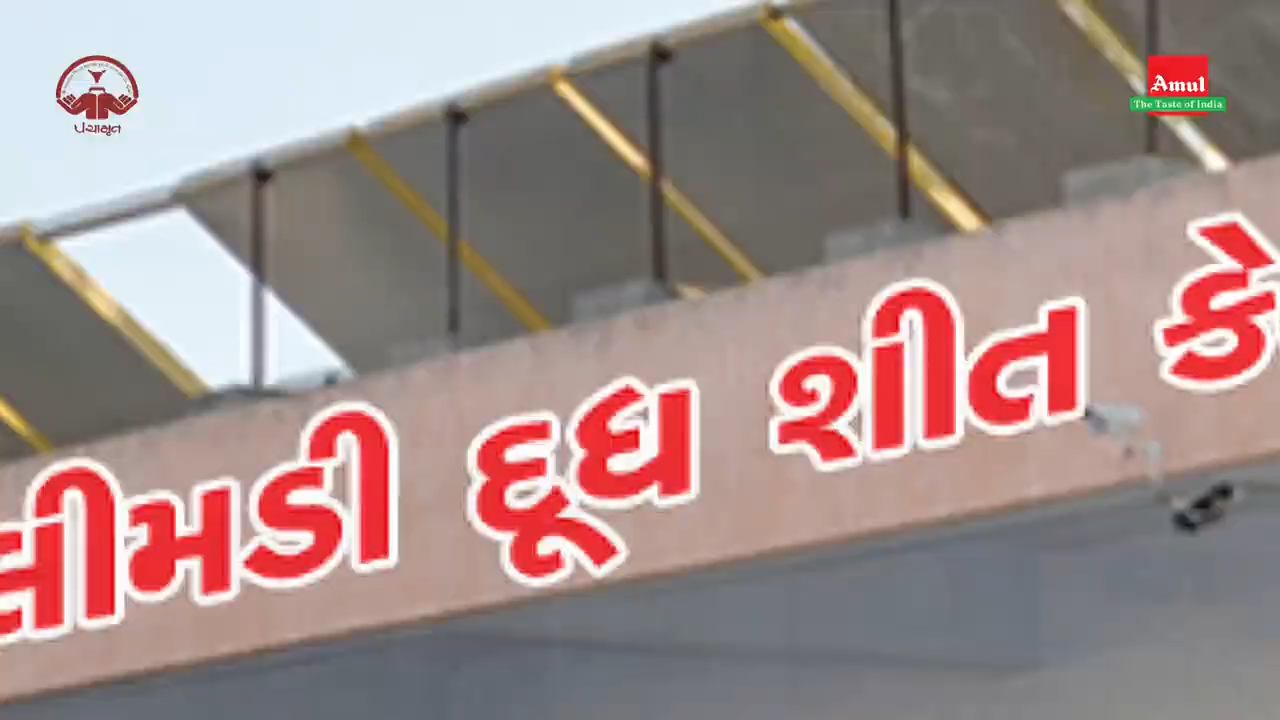 પંચામૃત
Amul
The Taste of India
લીમડી દૂધ શીત કે